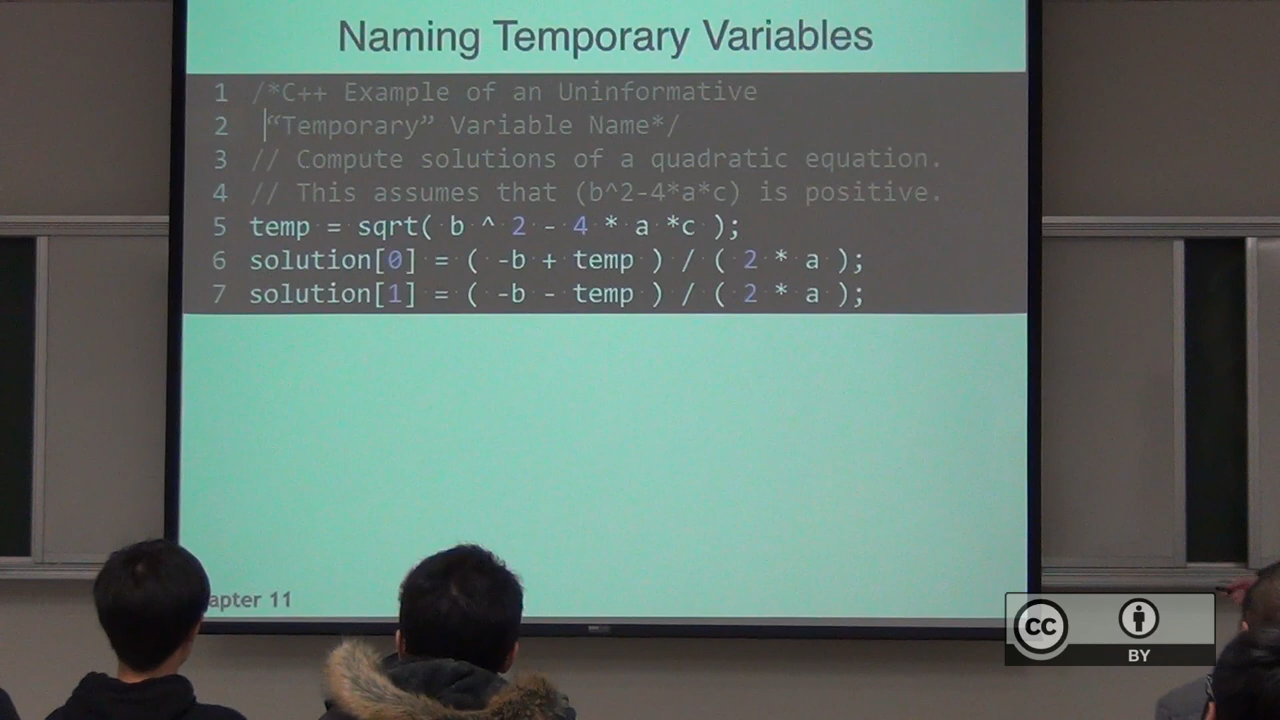 Naming Temporary Variables
1 /*C++ Example of an Uninformative
2 “Temporary” Variable Name*/
3 // Compute solutions of a quadratic equation.
4 // This assumes that (b^2-4*a*c) is positive.
5 temp = sqrt( b ^ 2 - 4 * a *c );
6 solution[0] = ( -b + temp ) / ( 2 * a );
7 solution[1] = ( -b - temp ) / ( 2 * a );
apter 11
cc
BY